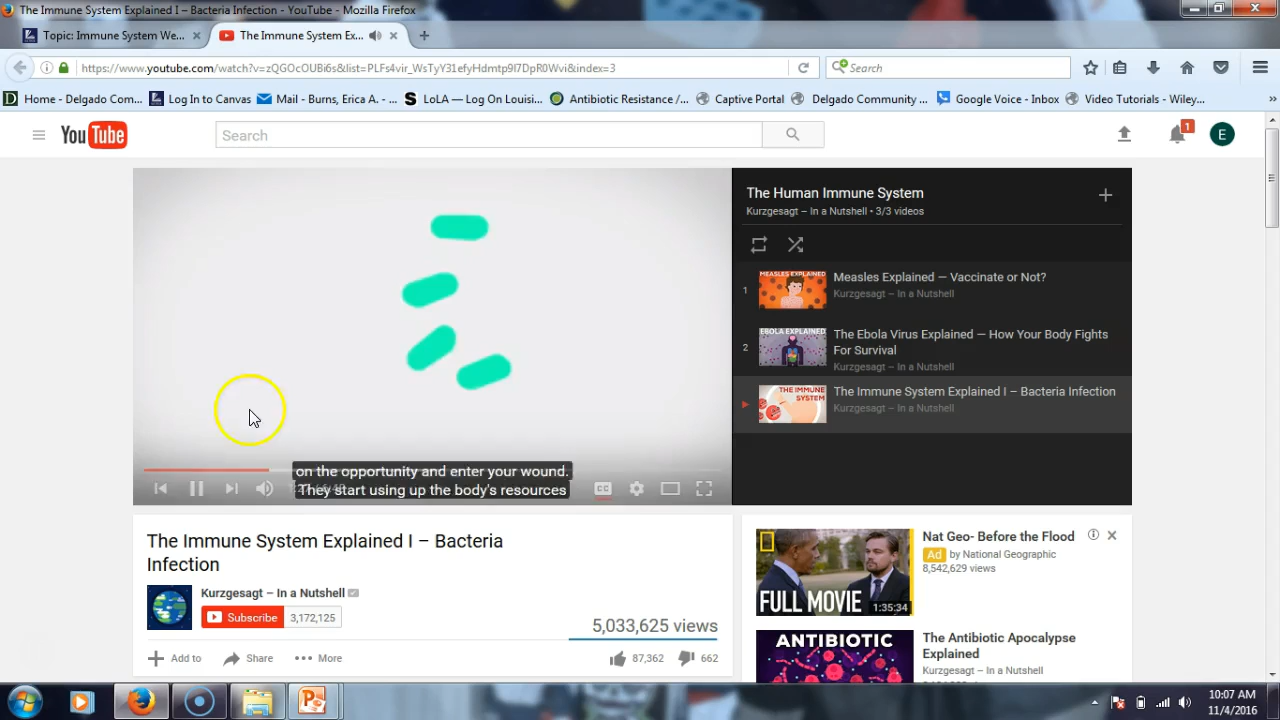 The Immune System Explained I – Bacteria Infection - YouTube - Mozilla Firefox
Topic: Immune System We...
The Immune System Ex...
https://www.youtube.com/watch?v=zQGOcOUBi6s&list=PLFs4vir_WsTyY31efyHdmtp9l7DpR0Wvi&index=3
Search
Home - Delgado Com...
Log In to Canvas
Mail - Burns, Erica A. - ...
LoLA — Log On Louisi...
Antibiotic Resistance /...
Captive Portal
Delgado Community ...
Google Voice - Inbox
Video Tutorials - Wiley...
YouTube
Search
1
E
on the opportunity and enter your wound.
They start using up the body's resources
CC
The Human Immune System
Kurzgesagt – In a Nutshell • 3/3 videos
1
MEASLES EXPLAINED
Measles Explained — Vaccinate or Not?
Kurzgesagt – In a Nutshell
2
EBOLA EXPLAINED
The Ebola Virus Explained — How Your Body Fights
For Survival
Kurzgesagt – In a Nutshell
THE IMMUNE
SYSTEM
The Immune System Explained I – Bacteria Infection
Kurzgesagt – In a Nutshell
The Immune System Explained I – Bacteria
Infection
Kurzgesagt – In a Nutshell
Subscribe
3,172,125
5,033,625 views
Add to
Share
More
87,362
662
FULL MOVIE
1:35:34
Nat Geo- Before the Flood
Ad by National Geographic
8,542,629 views
ANTIBIOTIC
The Antibiotic Apocalypse
Explained
Kurzgesagt – In a Nutshell
10:07 AM
11/4/2016